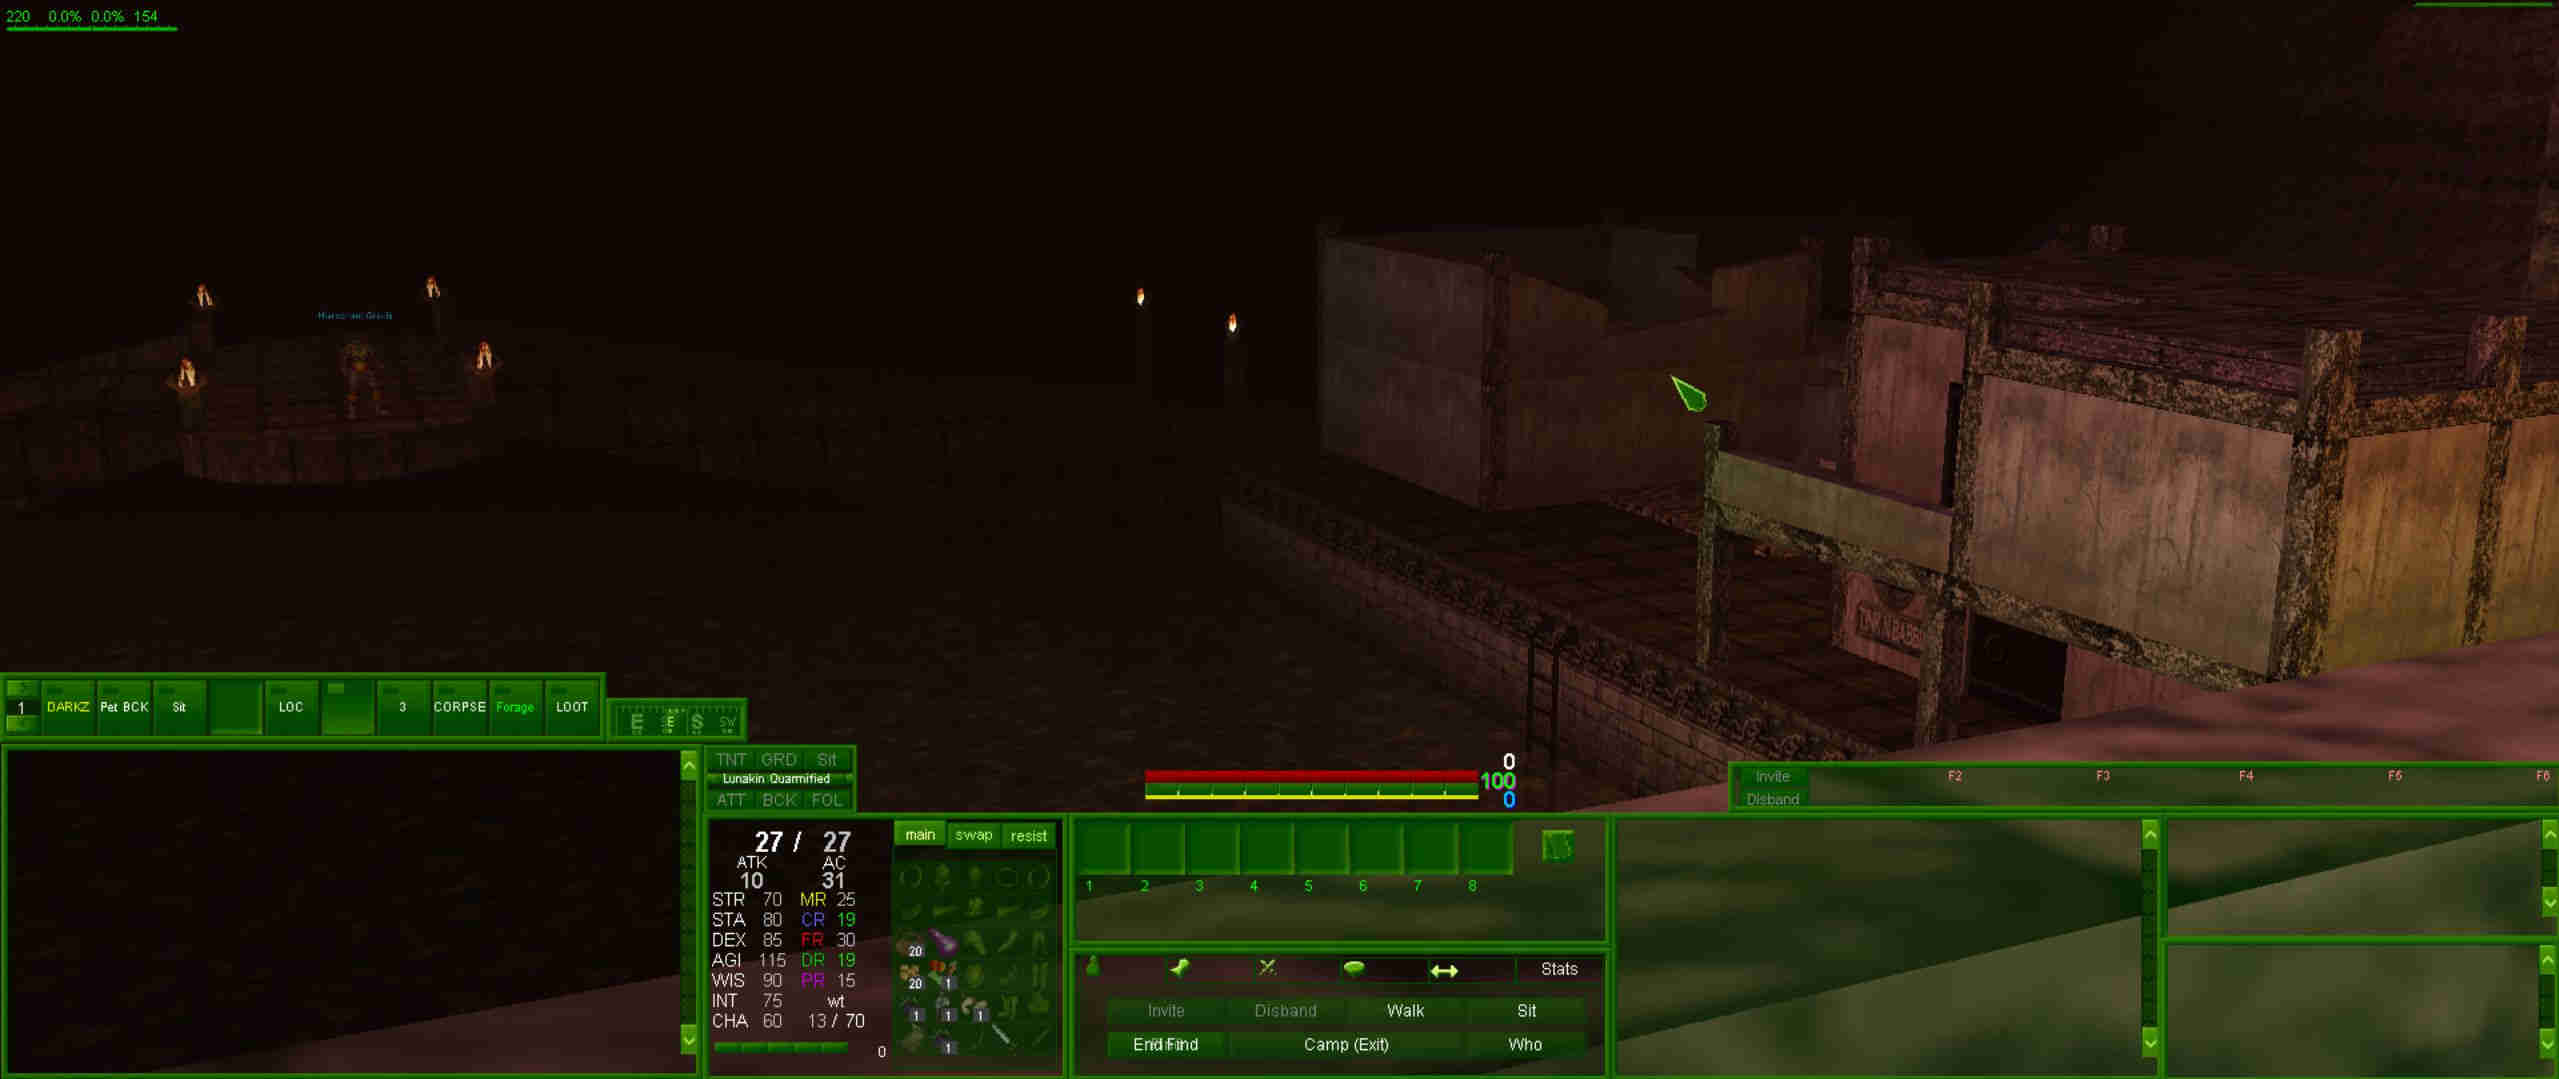 220 0.0% 0.0% 154
1 DARKZ Pet BCK Sit LOC 3 CORPSE Forage LOOT
E SE S SW
TNT GRD Sit
Lunakin Quarmified
ATT BCK FOL
0
100
0
Invite F2 F3 F4 F5 F6
Disband
27 / 27
ATK AC
10 31
STR 70 MR 25
STA 80 CR 19
DEX 85 FR 30
AGI 115 DR 19
WIS 90 PR 15
INT 75 wt
CHA 60 13 / 70
0
main swap resist
20
20 1
1 1 1
1
1 2 3 4 5 6 7 8
Stats
Invite Disband Walk Sit
End Find Camp (Exit) Who